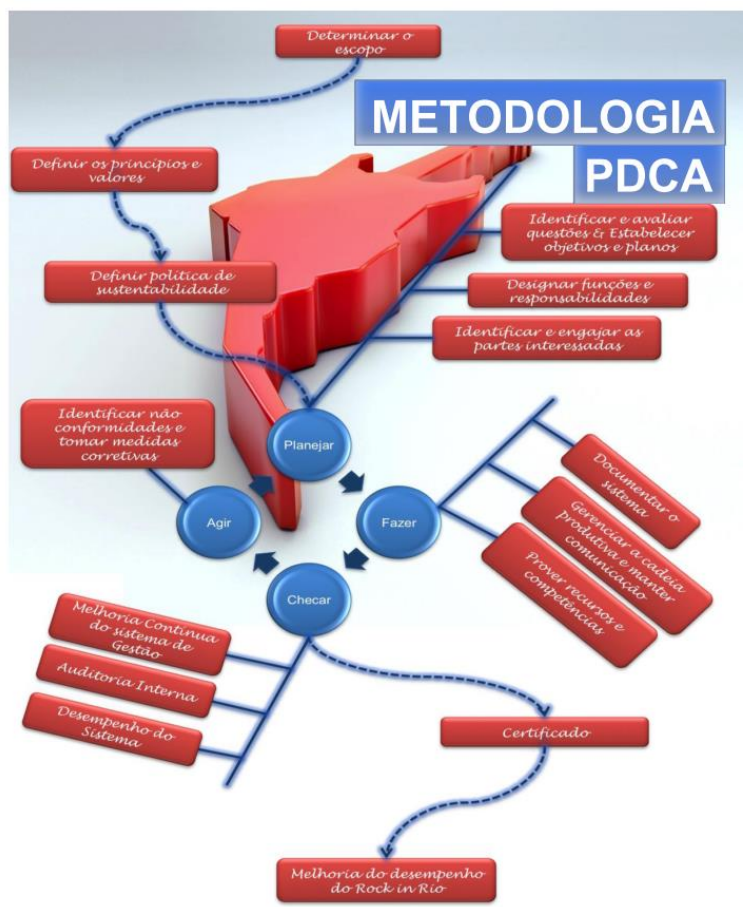 Determinar o
escopo
METODOLOGIA
PDCA
Definir os princípios e
valores
Definir política de
sustentabilidade
Identificar e avaliar
questões & Estabelecer
objetivos e planos
Designar funções e
responsabilidades
Identificar e engajar as
partes interessadas
Identificar não
conformidades e
tomar medidas
corretivas
Planejar
Agir
Fazer
Checar
Documentar o
sistema
Gerenciar a cadeia
produtiva e manter
comunicação
Prover recursos e
competências
Melhoria Contínua
do sistema de
Gestão
Auditoria Interna
Desempenho do
Sistema
Certificado
Melhoria do desempenho
do Rock in Rio